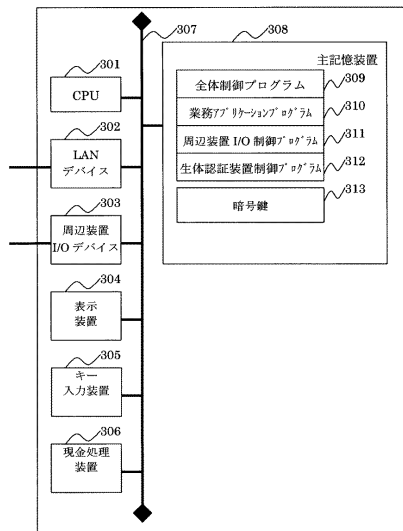 307
308
301
CPU
302
LAN
デバイス
303
周辺装置
I/O デバイス
304
表示
装置
305
キー
入力装置
306
現金処理
装置
主記憶装置
309
全体制御プログラム
310
業務アプリケーションプログラム
311
周辺装置 I/O 制御プログラム
312
生体認証装置制御プログラム
313
暗号鍵